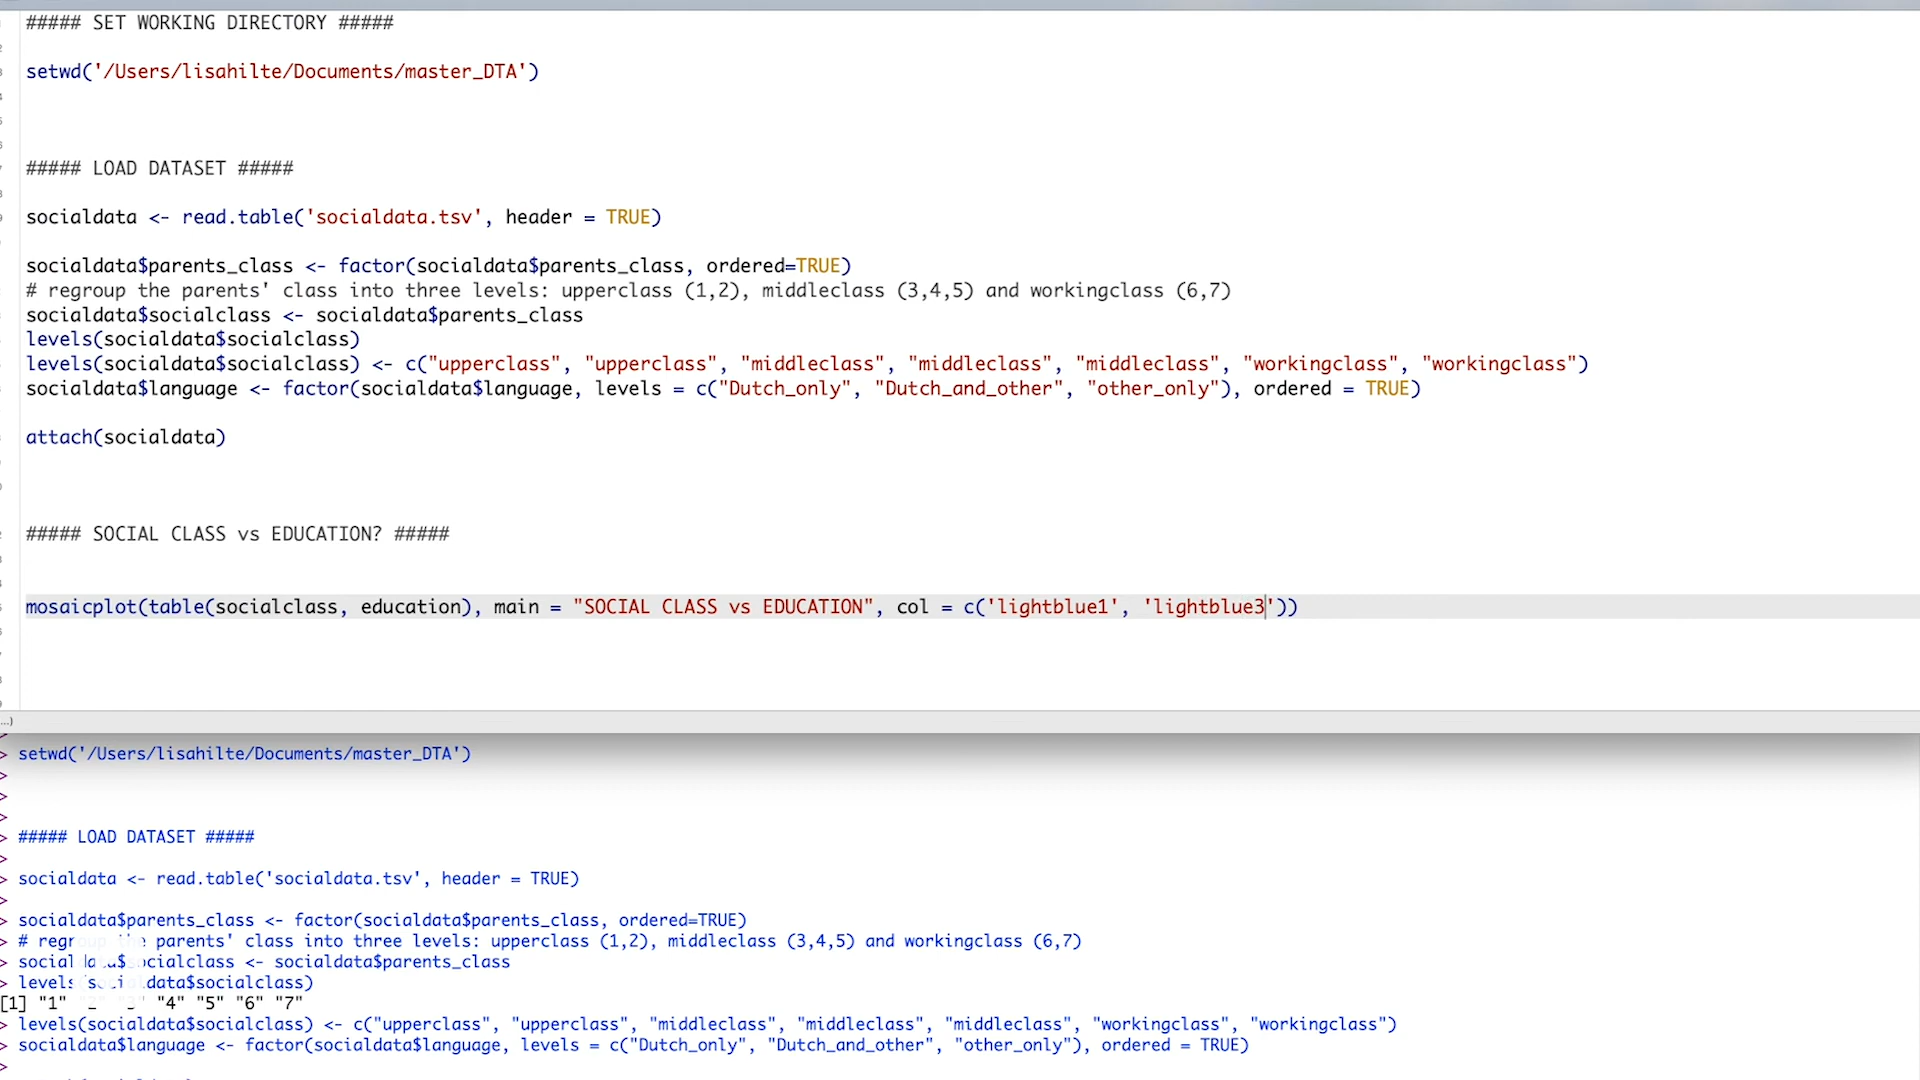 ##### SET WORKING DIRECTORY #####
setwd('/Users/lisahilte/Documents/master_DTA')
##### LOAD DATASET #####
socialdata <- read.table('socialdata.tsv', header = TRUE)
socialdata$parents_class <- factor(socialdata$parents_class, ordered=TRUE)
# regroup the parents' class into three levels: upperclass (1,2), middleclass (3,4,5) and workingclass (6,7)
socialdata$socialclass <- socialdata$parents_class
levels(socialdata$socialclass)
levels(socialdata$socialclass) <- c("upperclass", "upperclass", "middleclass", "middleclass", "middleclass", "workingclass", "workingclass")
socialdata$language <- factor(socialdata$language, levels = c("Dutch_only", "Dutch_and_other", "other_only"), ordered = TRUE)
attach(socialdata)
##### SOCIAL CLASS vs EDUCATION? #####
mosaicplot(table(socialclass, education), main = "SOCIAL CLASS vs EDUCATION", col = c('lightblue1', 'lightblue3'))
...)
>
> setwd('/Users/lisahilte/Documents/master_DTA')
>
>
>
> ##### LOAD DATASET #####
>
> socialdata <- read.table('socialdata.tsv', header = TRUE)
>
> socialdata$parents_class <- factor(socialdata$parents_class, ordered=TRUE)
> # regroup the parents' class into three levels: upperclass (1,2), middleclass (3,4,5) and workingclass (6,7)
> socialdata$socialclass <- socialdata$parents_class
> levels(socialdata$socialclass)
[1] "1" "2" "3" "4" "5" "6" "7"
> levels(socialdata$socialclass) <- c("upperclass", "upperclass", "middleclass", "middleclass", "middleclass", "workingclass", "workingclass")
> socialdata$language <- factor(socialdata$language, levels = c("Dutch_only", "Dutch_and_other", "other_only"), ordered = TRUE)
>